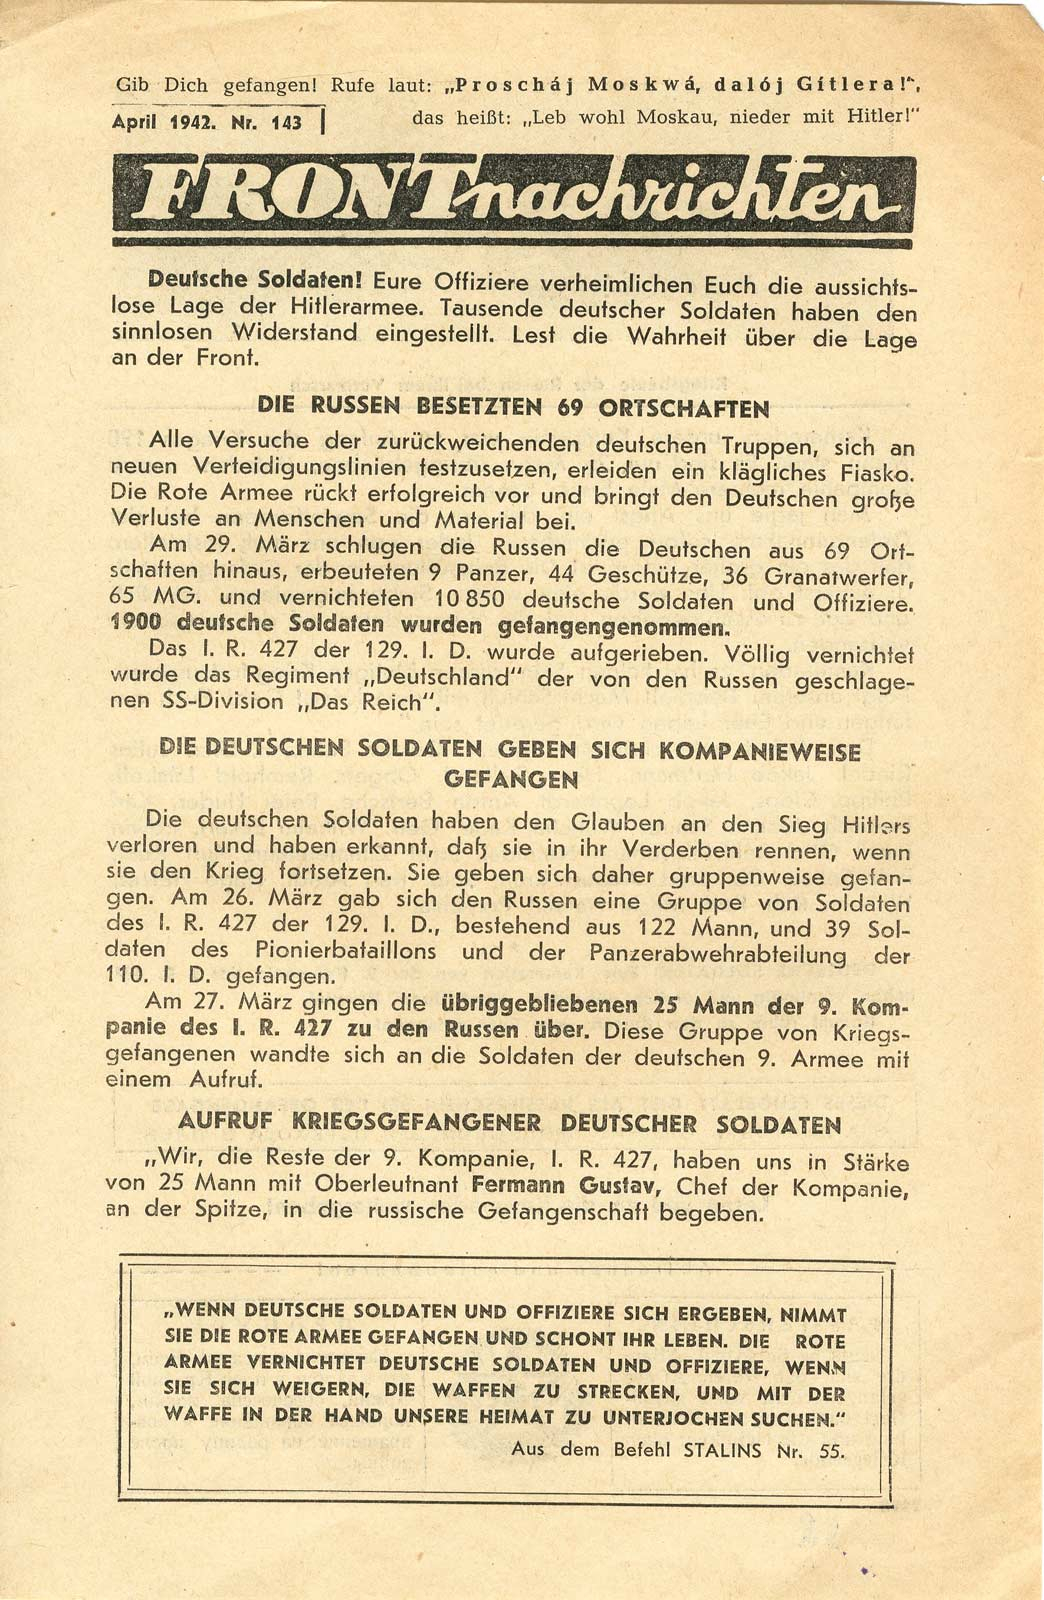 Gib Dich gefangen! Rufe laut: „Proscháj Moskwá, dalój Gítlera!“,
April 1942. Nr. 143
das heißt: „Leb wohl Moskau, nieder mit Hitler!“
FRONTnachrichten
Deutsche Soldaten! Eure Offiziere verheimlichen Euch die aussichts-
lose Lage der Hitlerarmee. Tausende deutscher Soldaten haben den
sinnlosen Widerstand eingestellt. Lest die Wahrheit über die Lage
an der Front.
DIE RUSSEN BESETZTEN 69 ORTSCHAFTEN
Alle Versuche der zurückweichenden deutschen Truppen, sich an
neuen Verteidigungslinien festzusetzen, erleiden ein klägliches Fiasko.
Die Rote Armee rückt erfolgreich vor und bringt den Deutschen große
Verluste an Menschen und Material bei.
Am 29. März schlugen die Russen die Deutschen aus 69 Ort-
schaften hinaus, erbeuteten 9 Panzer, 44 Geschütze, 36 Granatwerfer,
65 MG. und vernichteten 10 850 deutsche Soldaten und Offiziere.
1900 deutsche Soldaten wurden gefangengenommen.
Das I. R. 427 der 129. I. D. wurde aufgerieben. Völlig vernichtet
wurde das Regiment „Deutschland“ der von den Russen geschlage-
nen SS-Division „Das Reich“.
DIE DEUTSCHEN SOLDATEN GEBEN SICH KOMPANIEWEISE
GEFANGEN
Die deutschen Soldaten haben den Glauben an den Sieg Hitlers
verloren und haben erkannt, daß sie in ihr Verderben rennen, wenn
sie den Krieg fortsetzen. Sie geben sich daher gruppenweise gefan-
gen. Am 26. März gab sich den Russen eine Gruppe von Soldaten
des I. R. 427 der 129. I. D., bestehend aus 122 Mann, und 39 Sol-
daten des Pionierbataillons und der Panzerabwehrabteilung der
110. I. D. gefangen.
Am 27. März gingen die übriggebliebenen 25 Mann der 9. Kom-
panie des I. R. 427 zu den Russen über. Diese Gruppe von Kriegs-
gefangenen wandte sich an die Soldaten der deutschen 9. Armee mit
einem Aufruf.
AUFRUF KRIEGSGEFANGENER DEUTSCHER SOLDATEN
„Wir, die Reste der 9. Kompanie, I. R. 427, haben uns in Stärke
von 25 Mann mit Oberleutnant Fermann Gustav, Chef der Kompanie,
an der Spitze, in die russische Gefangenschaft begeben.
„WENN DEUTSCHE SOLDATEN UND OFFIZIERE SICH ERGEBEN, NIMMT
SIE DIE ROTE ARMEE GEFANGEN UND SCHONT IHR LEBEN. DIE ROTE
ARMEE VERNICHTET DEUTSCHE SOLDATEN UND OFFIZIERE, WENN
SIE SICH WEIGERN, DIE WAFFEN ZU STRECKEN, UND MIT DER
WAFFE IN DER HAND UNSERE HEIMAT ZU UNTERJOCHEN SUCHEN.“
Aus dem Befehl STALINS Nr. 55.